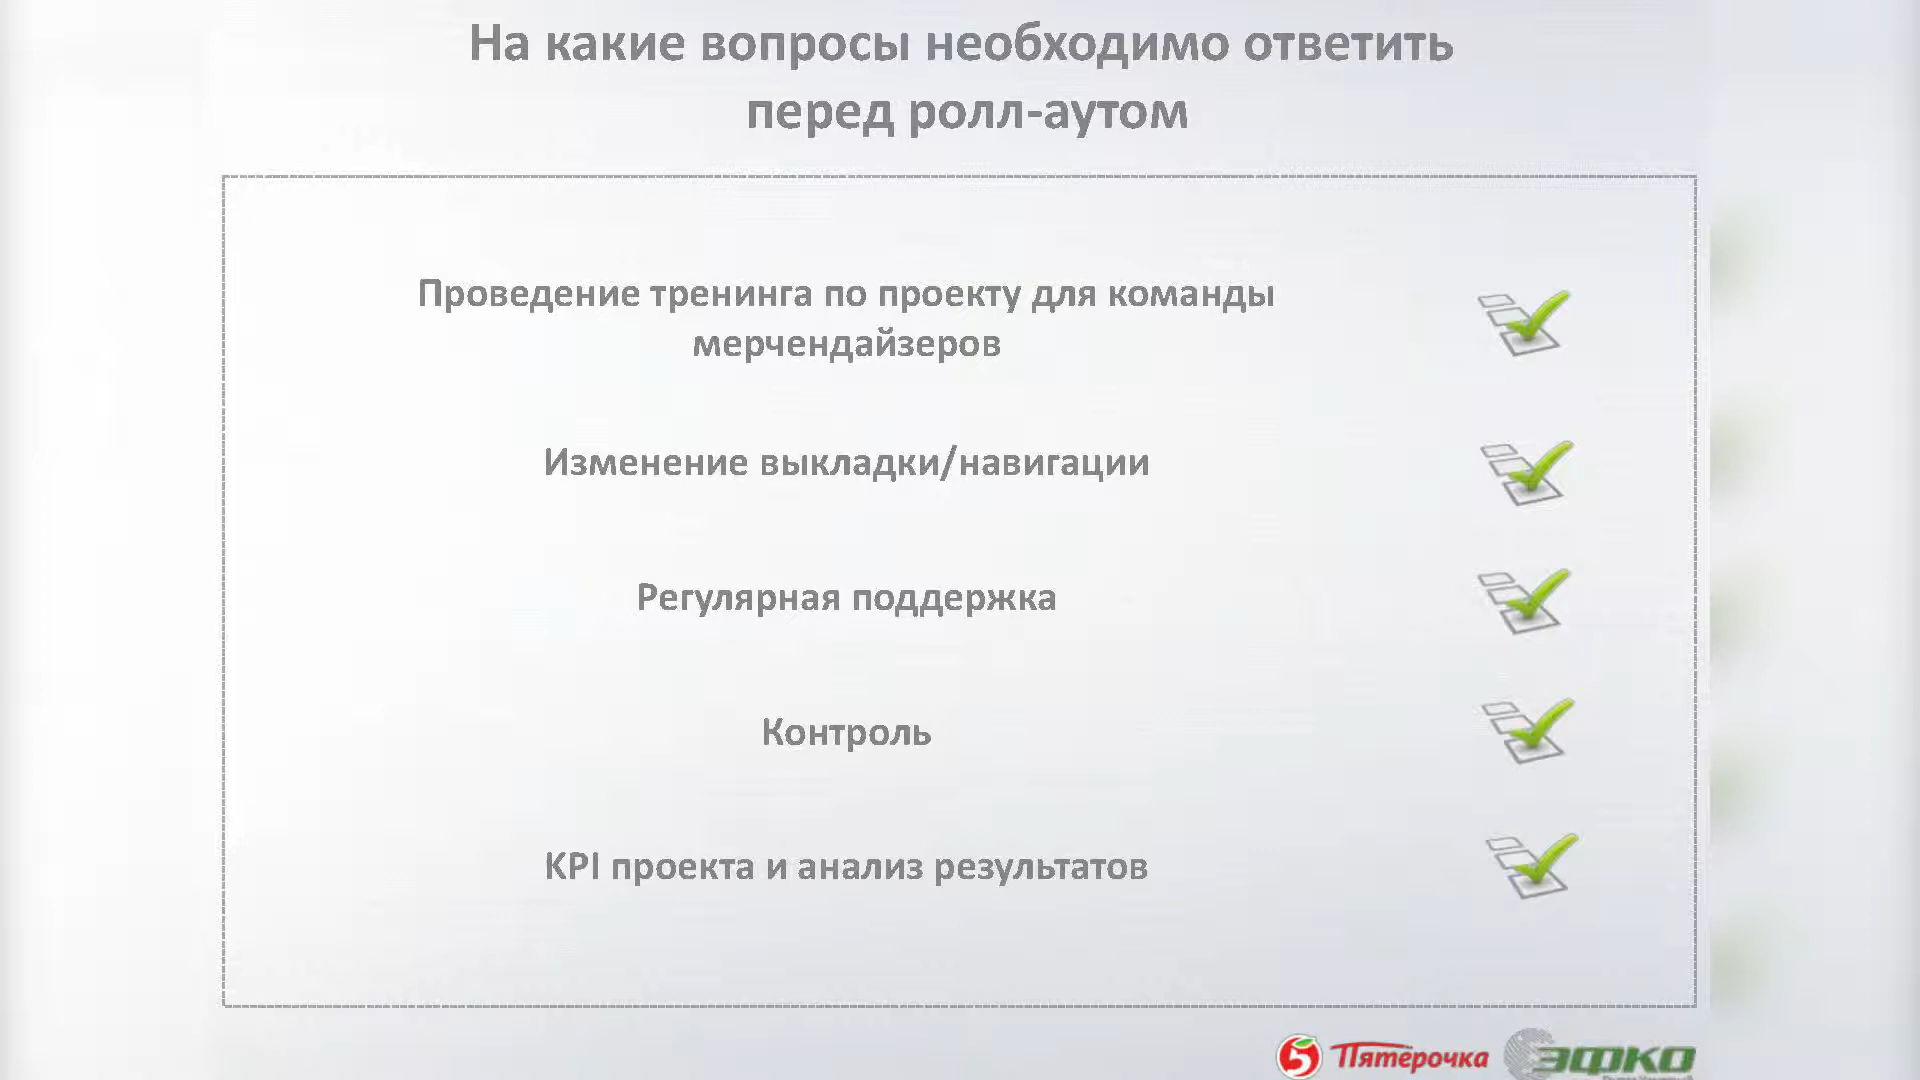 На какие вопросы необходимо ответить
перед ролл-аутом
Проведение тренинга по проекту для команды
мерчендайзеров
Изменение выкладки/навигации
Регулярная поддержка
Контроль
KPI проекта и анализ результатов
5 Пятёрочка
ЭФКО